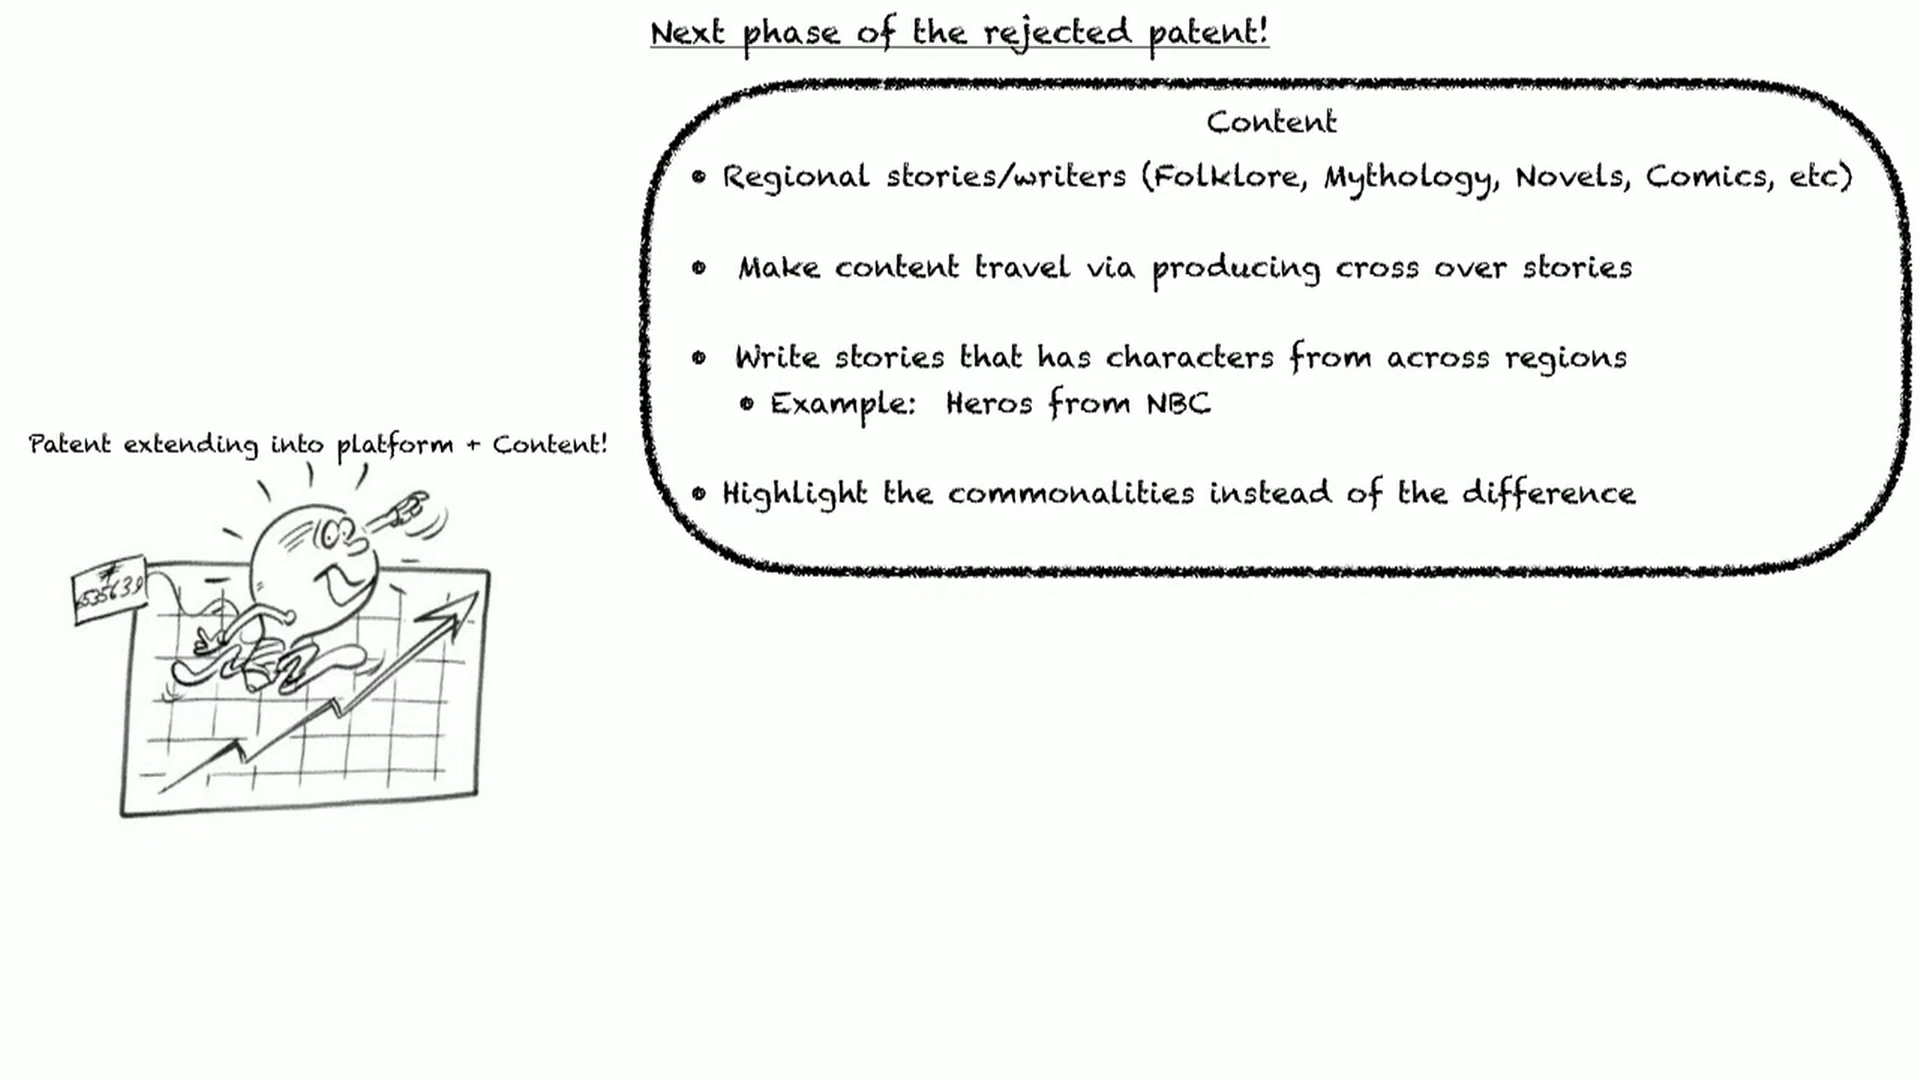 Next phase of the rejected patent!
Content
• Regional stories/writers (Folklore, Mythology, Novels, Comics, etc)
• Make content travel via producing cross over stories
• Write stories that has characters from across regions
• Example: Heros from NBC
• Highlight the commonalities instead of the difference
Patent extending into platform + Content!